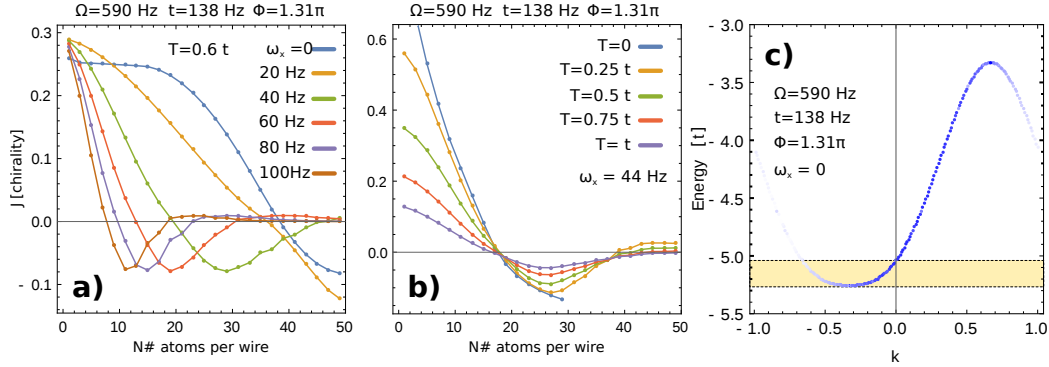 Ω=590 Hz t=138 Hz Φ=1.31π
T=0.6 t
ωₓ=0
20 Hz
40 Hz
60 Hz
80 Hz
100Hz
J [chirality]
0.3
0.2
0.1
0.0
- 0.1
a)
0 10 20 30 40 50
N# atoms per wire
Ω=590 Hz t=138 Hz Φ=1.31π
T=0
T=0.25 t
T=0.5 t
T=0.75 t
T= t
ωₓ = 44 Hz
0.6
0.4
0.2
0.0
b)
0 10 20 30 40 50
N# atoms per wire
c)
Ω=590 Hz
t=138 Hz
Φ=1.31π
ωₓ = 0
Energy [t]
- 3.0
- 3.5
- 4.0
- 4.5
- 5.0
- 5.5
- 1.0 - 0.5 0.0 0.5 1.0
k